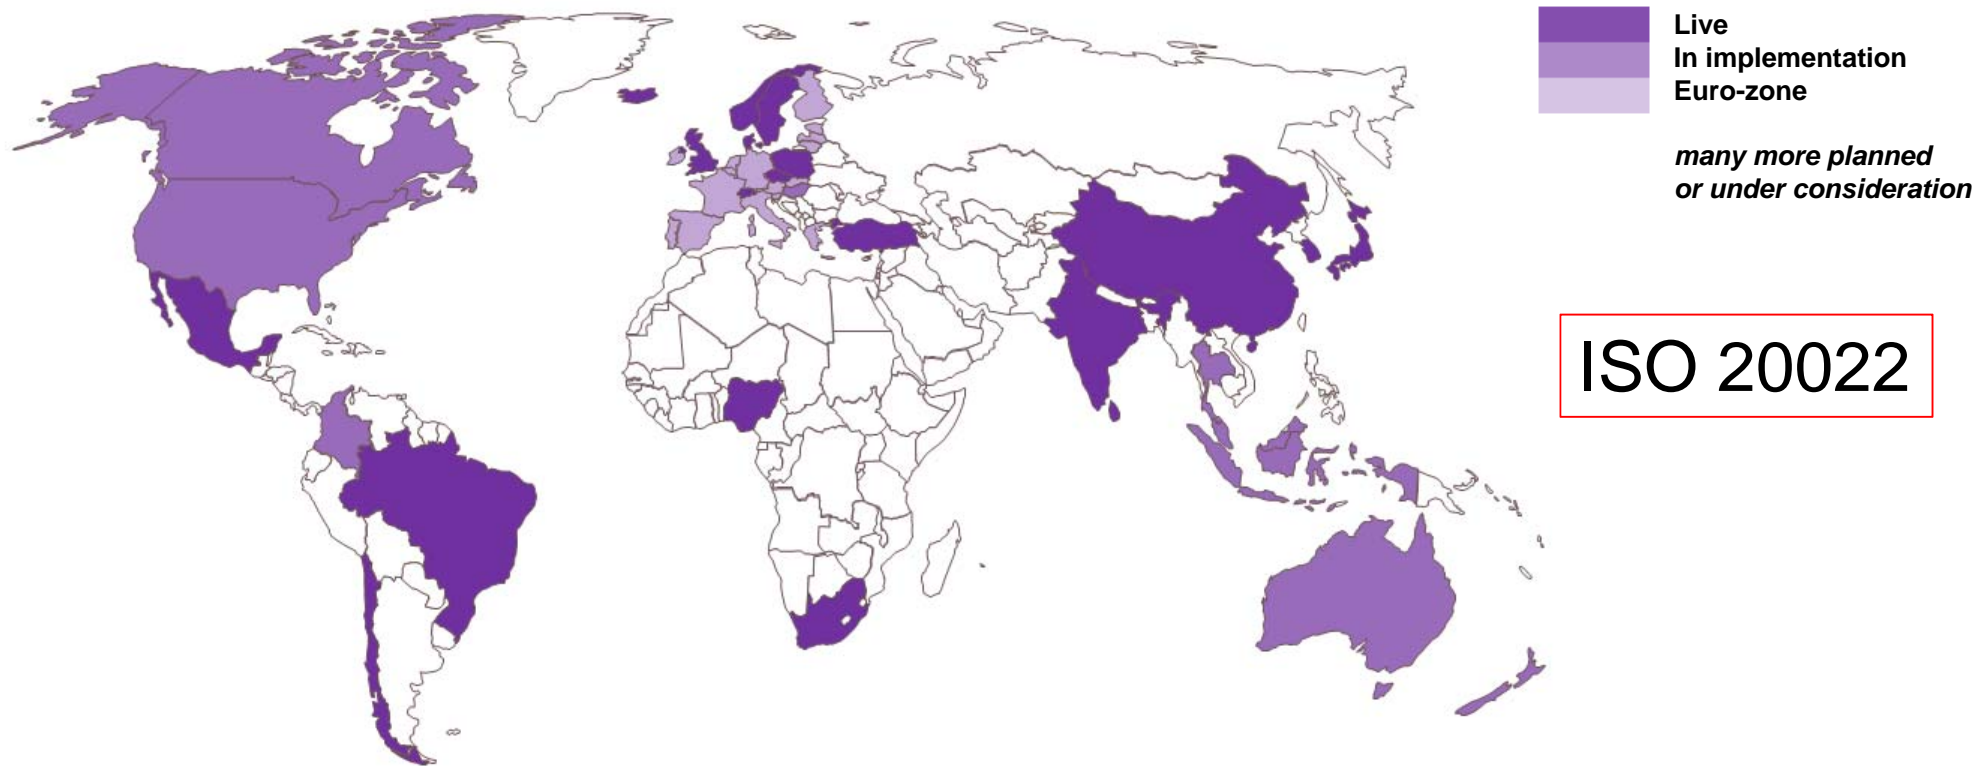 Live
In implementation
Euro-zone
many more planned
or under consideration
ISO 20022